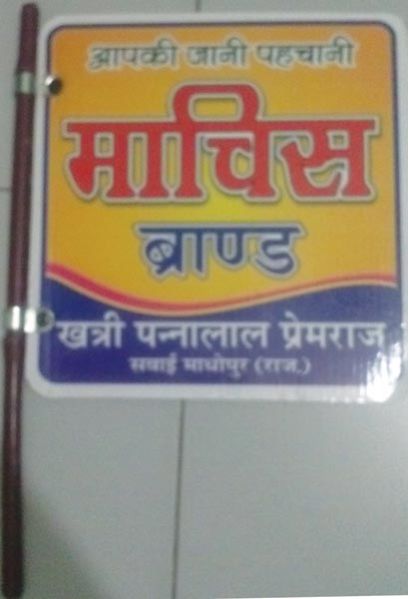 आपकी जानी पहचानी
माचिस
ब्राण्ड
खत्री पन्नालाल प्रेमराज
सवाई माधोपुर (राज.)